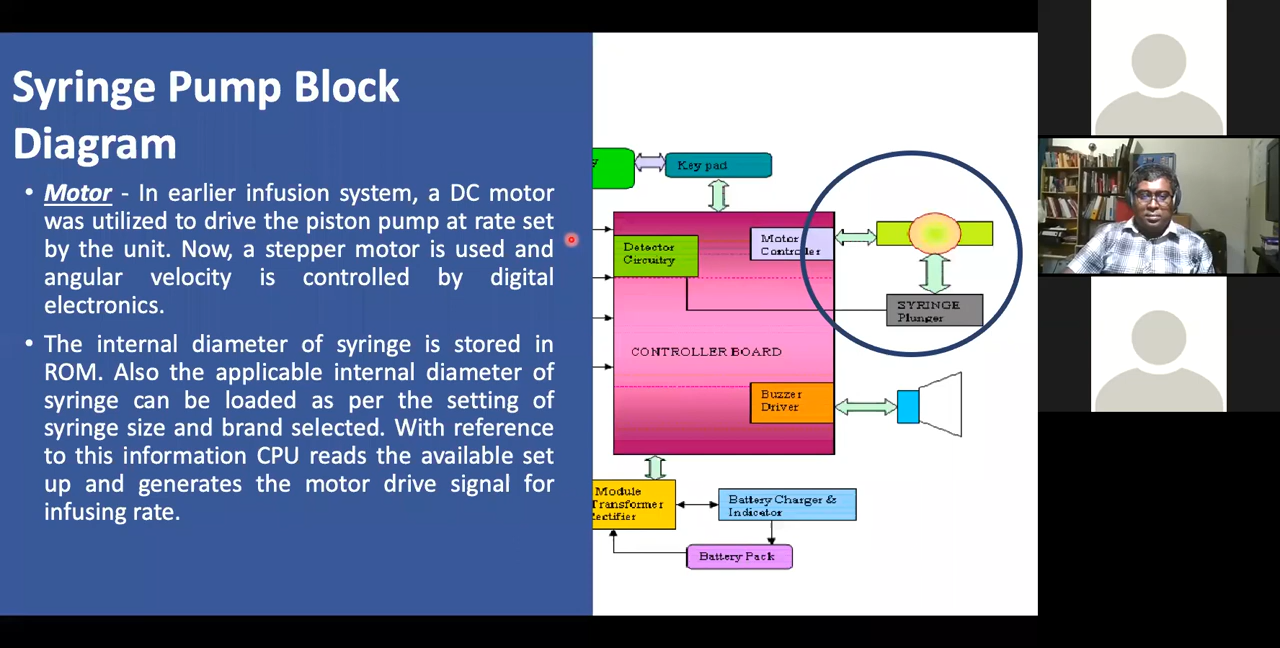 Syringe Pump Block
Diagram
• Motor - In earlier infusion system, a DC motor
was utilized to drive the piston pump at rate set
by the unit. Now, a stepper motor is used and
angular velocity is controlled by digital
electronics.
• The internal diameter of syringe is stored in
ROM. Also the applicable internal diameter of
syringe can be loaded as per the setting of
syringe size and brand selected. With reference
to this information CPU reads the available set
up and generates the motor drive signal for
infusing rate.
Key pad
Detector
Circuitry
Motor
Controller
SYRINGE
Plunger
CONTROLLER BOARD
Buzzer
Driver
Module
Transformer
Battery Charger &
Indicator
Battery Pack